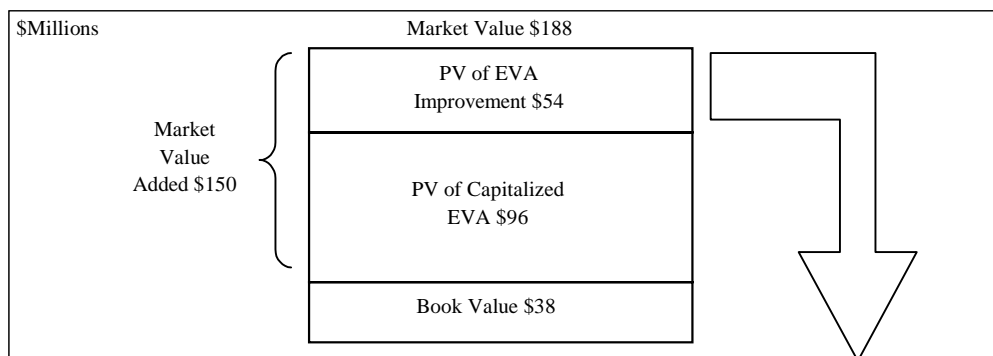 $Millions
Market Value $188
PV of EVA
Improvement $54
Market
Value
Added $150
PV of Capitalized
EVA $96
Book Value $38